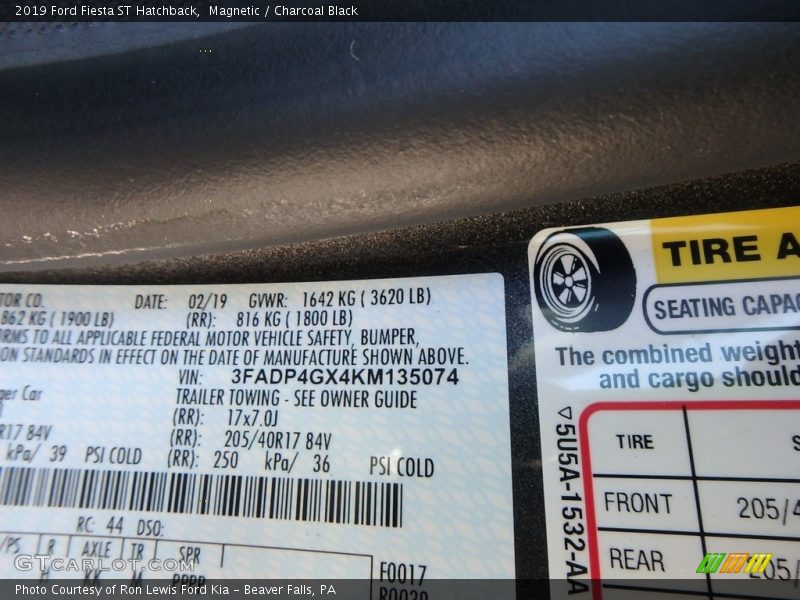 2019 Ford Fiesta ST Hatchback,  Magnetic / Charcoal Black
TOR CO. DATE: 02/19 GVWR: 1642 KG ( 3620 LB)
862 KG ( 1900 LB) (RR): 816 KG ( 1800 LB)
RMS TO ALL APPLICABLE FEDERAL MOTOR VEHICLE SAFETY, BUMPER,
ON STANDARDS IN EFFECT ON THE DATE OF MANUFACTURE SHOWN ABOVE.
VIN: 3FADP4GX4KM135074
ger Car TRAILER TOWING - SEE OWNER GUIDE
(RR): 17x7.0J
R17 84V (RR): 205/40R17 84V
kPa/ 39 PSI COLD (RR): 250 kPa/ 36 PSI COLD
RC: 44 DSO:
/PS R AXLE TR SPR
F0017
TIRE A
SEATING CAPAC
The combined weight
and cargo should
▽5U5A-1532-AA
TIRE S
FRONT 205/4
REAR 205/
GTcarlot.com
Photo Courtesy of Ron Lewis Ford Kia – Beaver Falls, PA